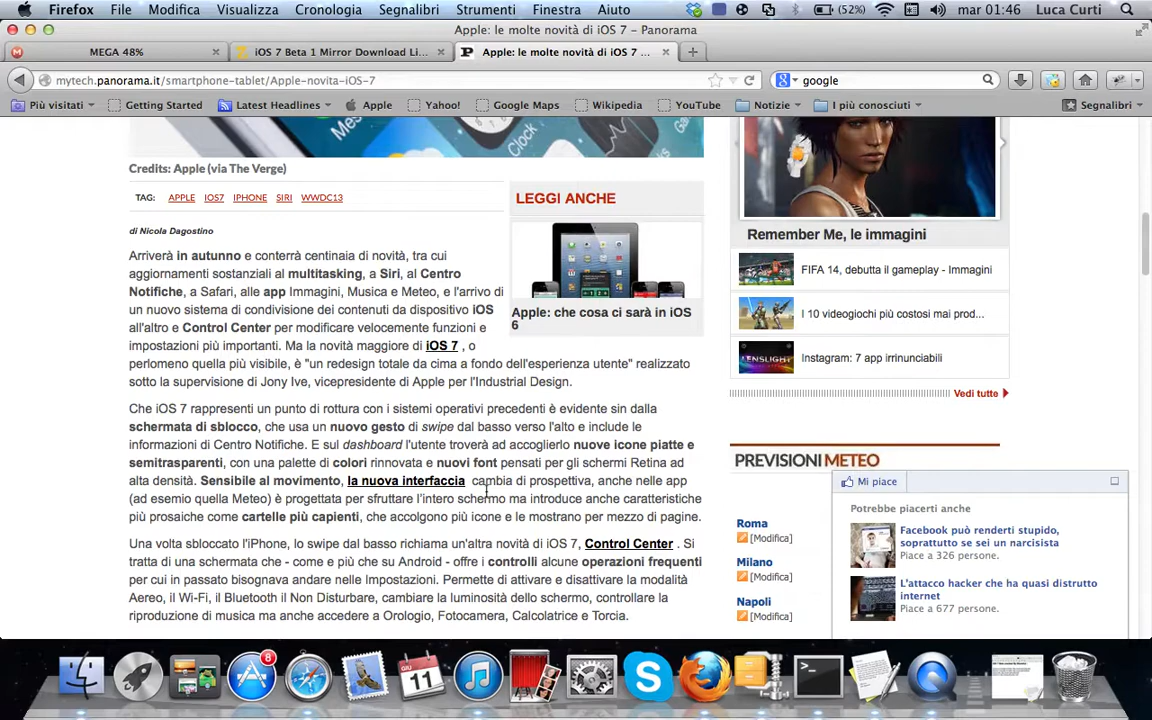 Firefox File Modifica Visualizza Cronologia Segnalibri Strumenti Finestra Aiuto (52%) mar 01:46 Luca Curti
Apple: le molte novità di iOS 7 – Panorama
MEGA 48% iOS 7 Beta 1 Mirror Download Li... Apple: le molte novità di iOS 7 ...
mytech.panorama.it/smartphone-tablet/Apple-novita-iOS-7 google
Più visitati Getting Started Latest Headlines Apple Yahoo! Google Maps Wikipedia YouTube Notizie I più conosciuti Segnalibri
Mes Clock
Credits: Apple (via The Verge)
TAG: APPLE IOS7 IPHONE SIRI WWDC13
LEGGI ANCHE
Apple: che cosa ci sarà in iOS
6
di Nicola Dagostino
Arriverà in autunno e conterrà centinaia di novità, tra cui
aggiornamenti sostanziali al multitasking, a Siri, al Centro
Notifiche, a Safari, alle app Immagini, Musica e Meteo, e l'arrivo di
un nuovo sistema di condivisione dei contenuti da dispositivo iOS
all'altro e Control Center per modificare velocemente funzioni e
impostazioni più importanti. Ma la novità maggiore di iOS 7 , o
perlomeno quella più visibile, è "un redesign totale da cima a fondo dell'esperienza utente" realizzato
sotto la supervisione di Jony Ive, vicepresidente di Apple per l'Industrial Design.
Che iOS 7 rappresenti un punto di rottura con i sistemi operativi precedenti è evidente sin dalla
schermata di sblocco, che usa un nuovo gesto di swipe dal basso verso l'alto e include le
informazioni di Centro Notifiche. E sul dashboard l'utente troverà ad accoglierlo nuove icone piatte e
semitrasparenti, con una palette di colori rinnovata e nuovi font pensati per gli schermi Retina ad
alta densità. Sensibile al movimento, la nuova interfaccia cambia di prospettiva, anche nelle app
(ad esempio quella Meteo) è progettata per sfruttare l'intero schermo ma introduce anche caratteristiche
più prosaiche come cartelle più capienti, che accolgono più icone e le mostrano per mezzo di pagine.
Una volta sbloccato l'iPhone, lo swipe dal basso richiama un'altra novità di iOS 7, Control Center . Si
tratta di una schermata che - come e più che su Android - offre i controlli alcune operazioni frequenti
per cui in passato bisognava andare nelle Impostazioni. Permette di attivare e disattivare la modalità
Aereo, il Wi-Fi, il Bluetooth il Non Disturbare, cambiare la luminosità dello schermo, controllare la
riproduzione di musica ma anche accedere a Orologio, Fotocamera, Calcolatrice e Torcia.
Remember Me, le immagini
FIFA 14, debutta il gameplay - Immagini
I 10 videogiochi più costosi mai prod...
LENSLIGHT
Instagram: 7 app irrinunciabili
Vedi tutte
PREVISIONI METEO
Roma
[Modifica]
Milano
[Modifica]
Napoli
[Modifica]
Mi piace
Potrebbe piacerti anche
Facebook può renderti stupido,
soprattutto se sei un narcisista
Piace a 326 persone.
L'attacco hacker che ha quasi distrutto
internet
Piace a 677 persone.
8
GIU
11